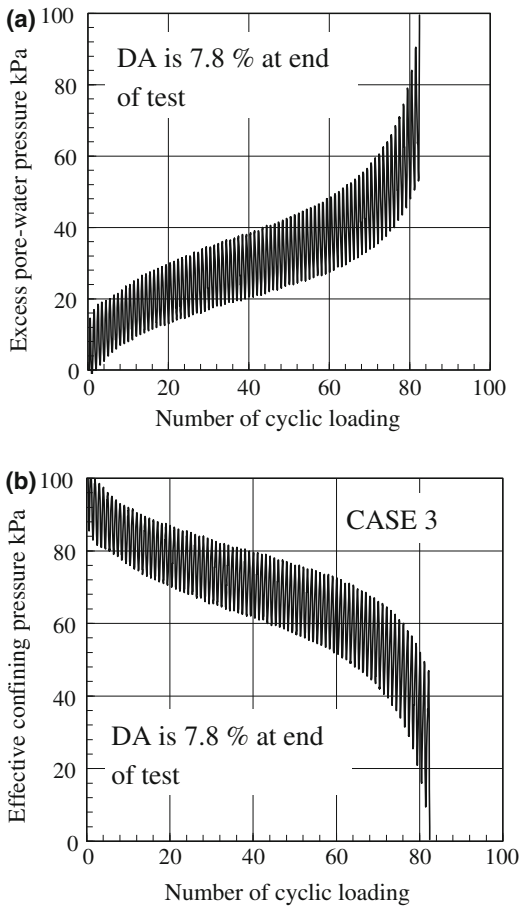 (a)
100
80
60
40
20
0
Excess pore-water pressure kPa
DA is 7.8 % at end
of test
0 20 40 60 80 100
Number of cyclic loading
(b)
100
80
60
40
20
0
Effective confining pressure kPa
CASE 3
DA is 7.8 % at end
of test
0 20 40 60 80 100
Number of cyclic loading